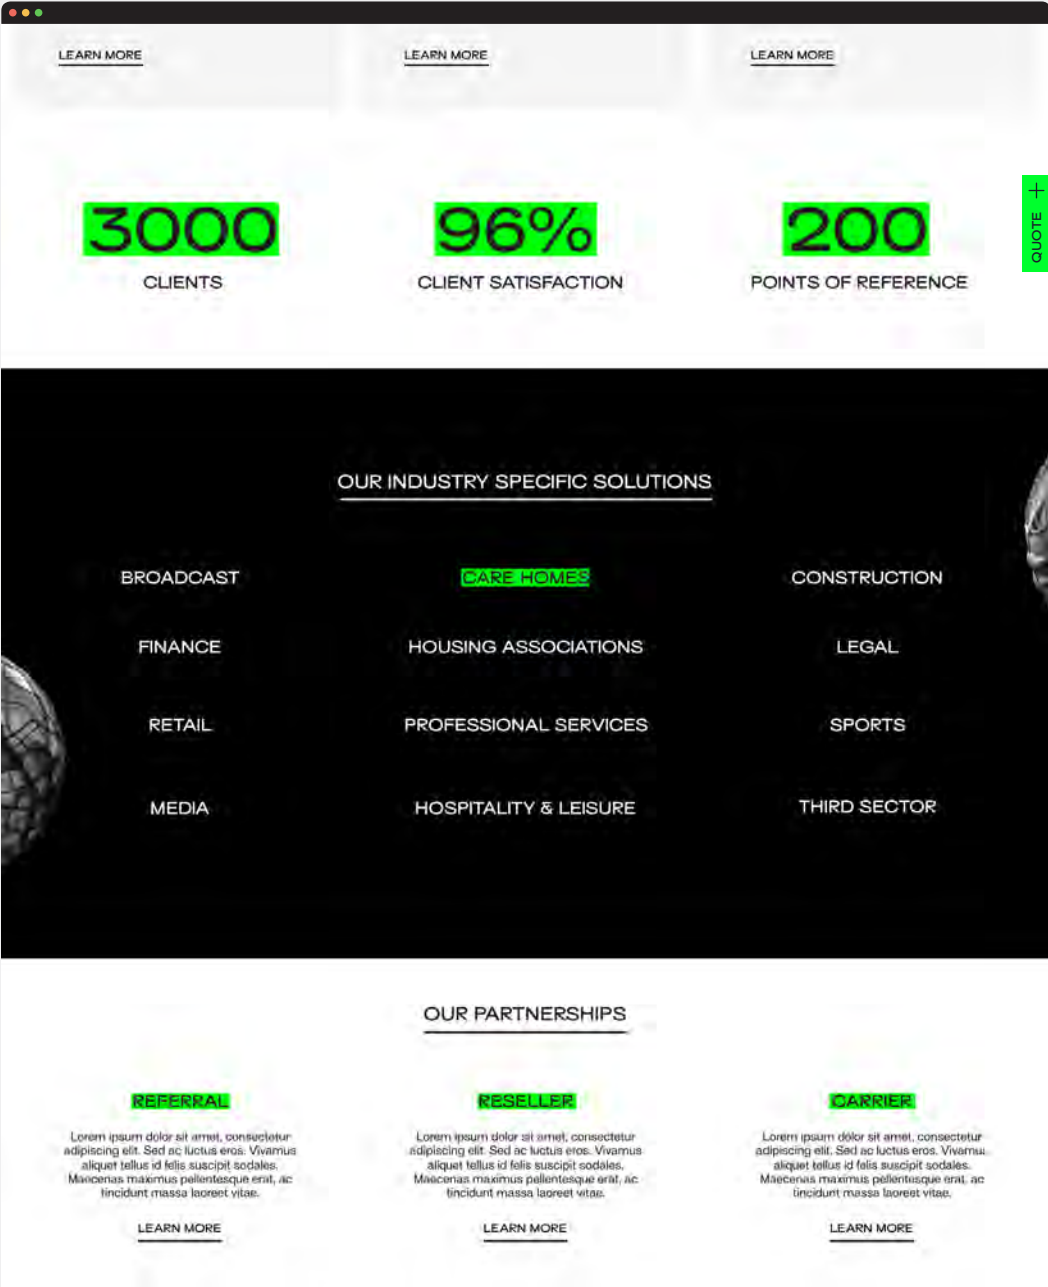 LEARN MORE LEARN MORE LEARN MORE
3000 96% 200
CLIENTS CLIENT SATISFACTION POINTS OF REFERENCE
QUOTE +
OUR INDUSTRY SPECIFIC SOLUTIONS
BROADCAST CARE HOMES CONSTRUCTION
FINANCE HOUSING ASSOCIATIONS LEGAL
RETAIL PROFESSIONAL SERVICES SPORTS
MEDIA HOSPITALITY & LEISURE THIRD SECTOR
OUR PARTNERSHIPS
REFERRAL
Lorem ipsum dolor sit amet, consectetur
adipiscing elit. Sed ac luctus eros. Vivamus
aliquet tellus id felis suscipit sodales.
Maecenas maximus pellentesque erat, ac
tincidunt massa laoreet vitae.
LEARN MORE
RESELLER
Lorem ipsum dolor sit amet, consectetur
adipiscing elit. Sed ac luctus eros. Vivamus
aliquet tellus id felis suscipit sodales.
Maecenas maximus pellentesque erat, ac
tincidunt massa laoreet vitae.
LEARN MORE
CARRIER
Lorem ipsum dolor sit amet, consectetur
adipiscing elit. Sed ac luctus eros. Vivamus
aliquet tellus id felis suscipit sodales.
Maecenas maximus pellentesque erat, ac
tincidunt massa laoreet vitae.
LEARN MORE